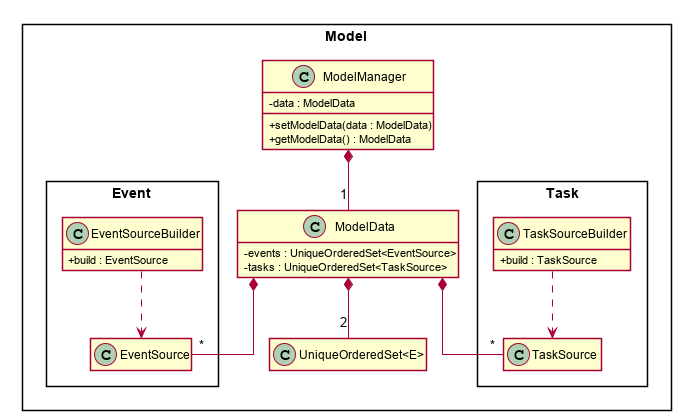 Model
C ModelManager
-data : ModelData
+setModelData(data : ModelData)
+getModelData() : ModelData
1
Event
Task
C EventSourceBuilder
+build : EventSource
C ModelData
-events : UniqueOrderedSet<EventSource>
-tasks : UniqueOrderedSet<TaskSource>
C TaskSourceBuilder
+build : TaskSource
*
2
*
C EventSource
C UniqueOrderedSet<E>
C TaskSource